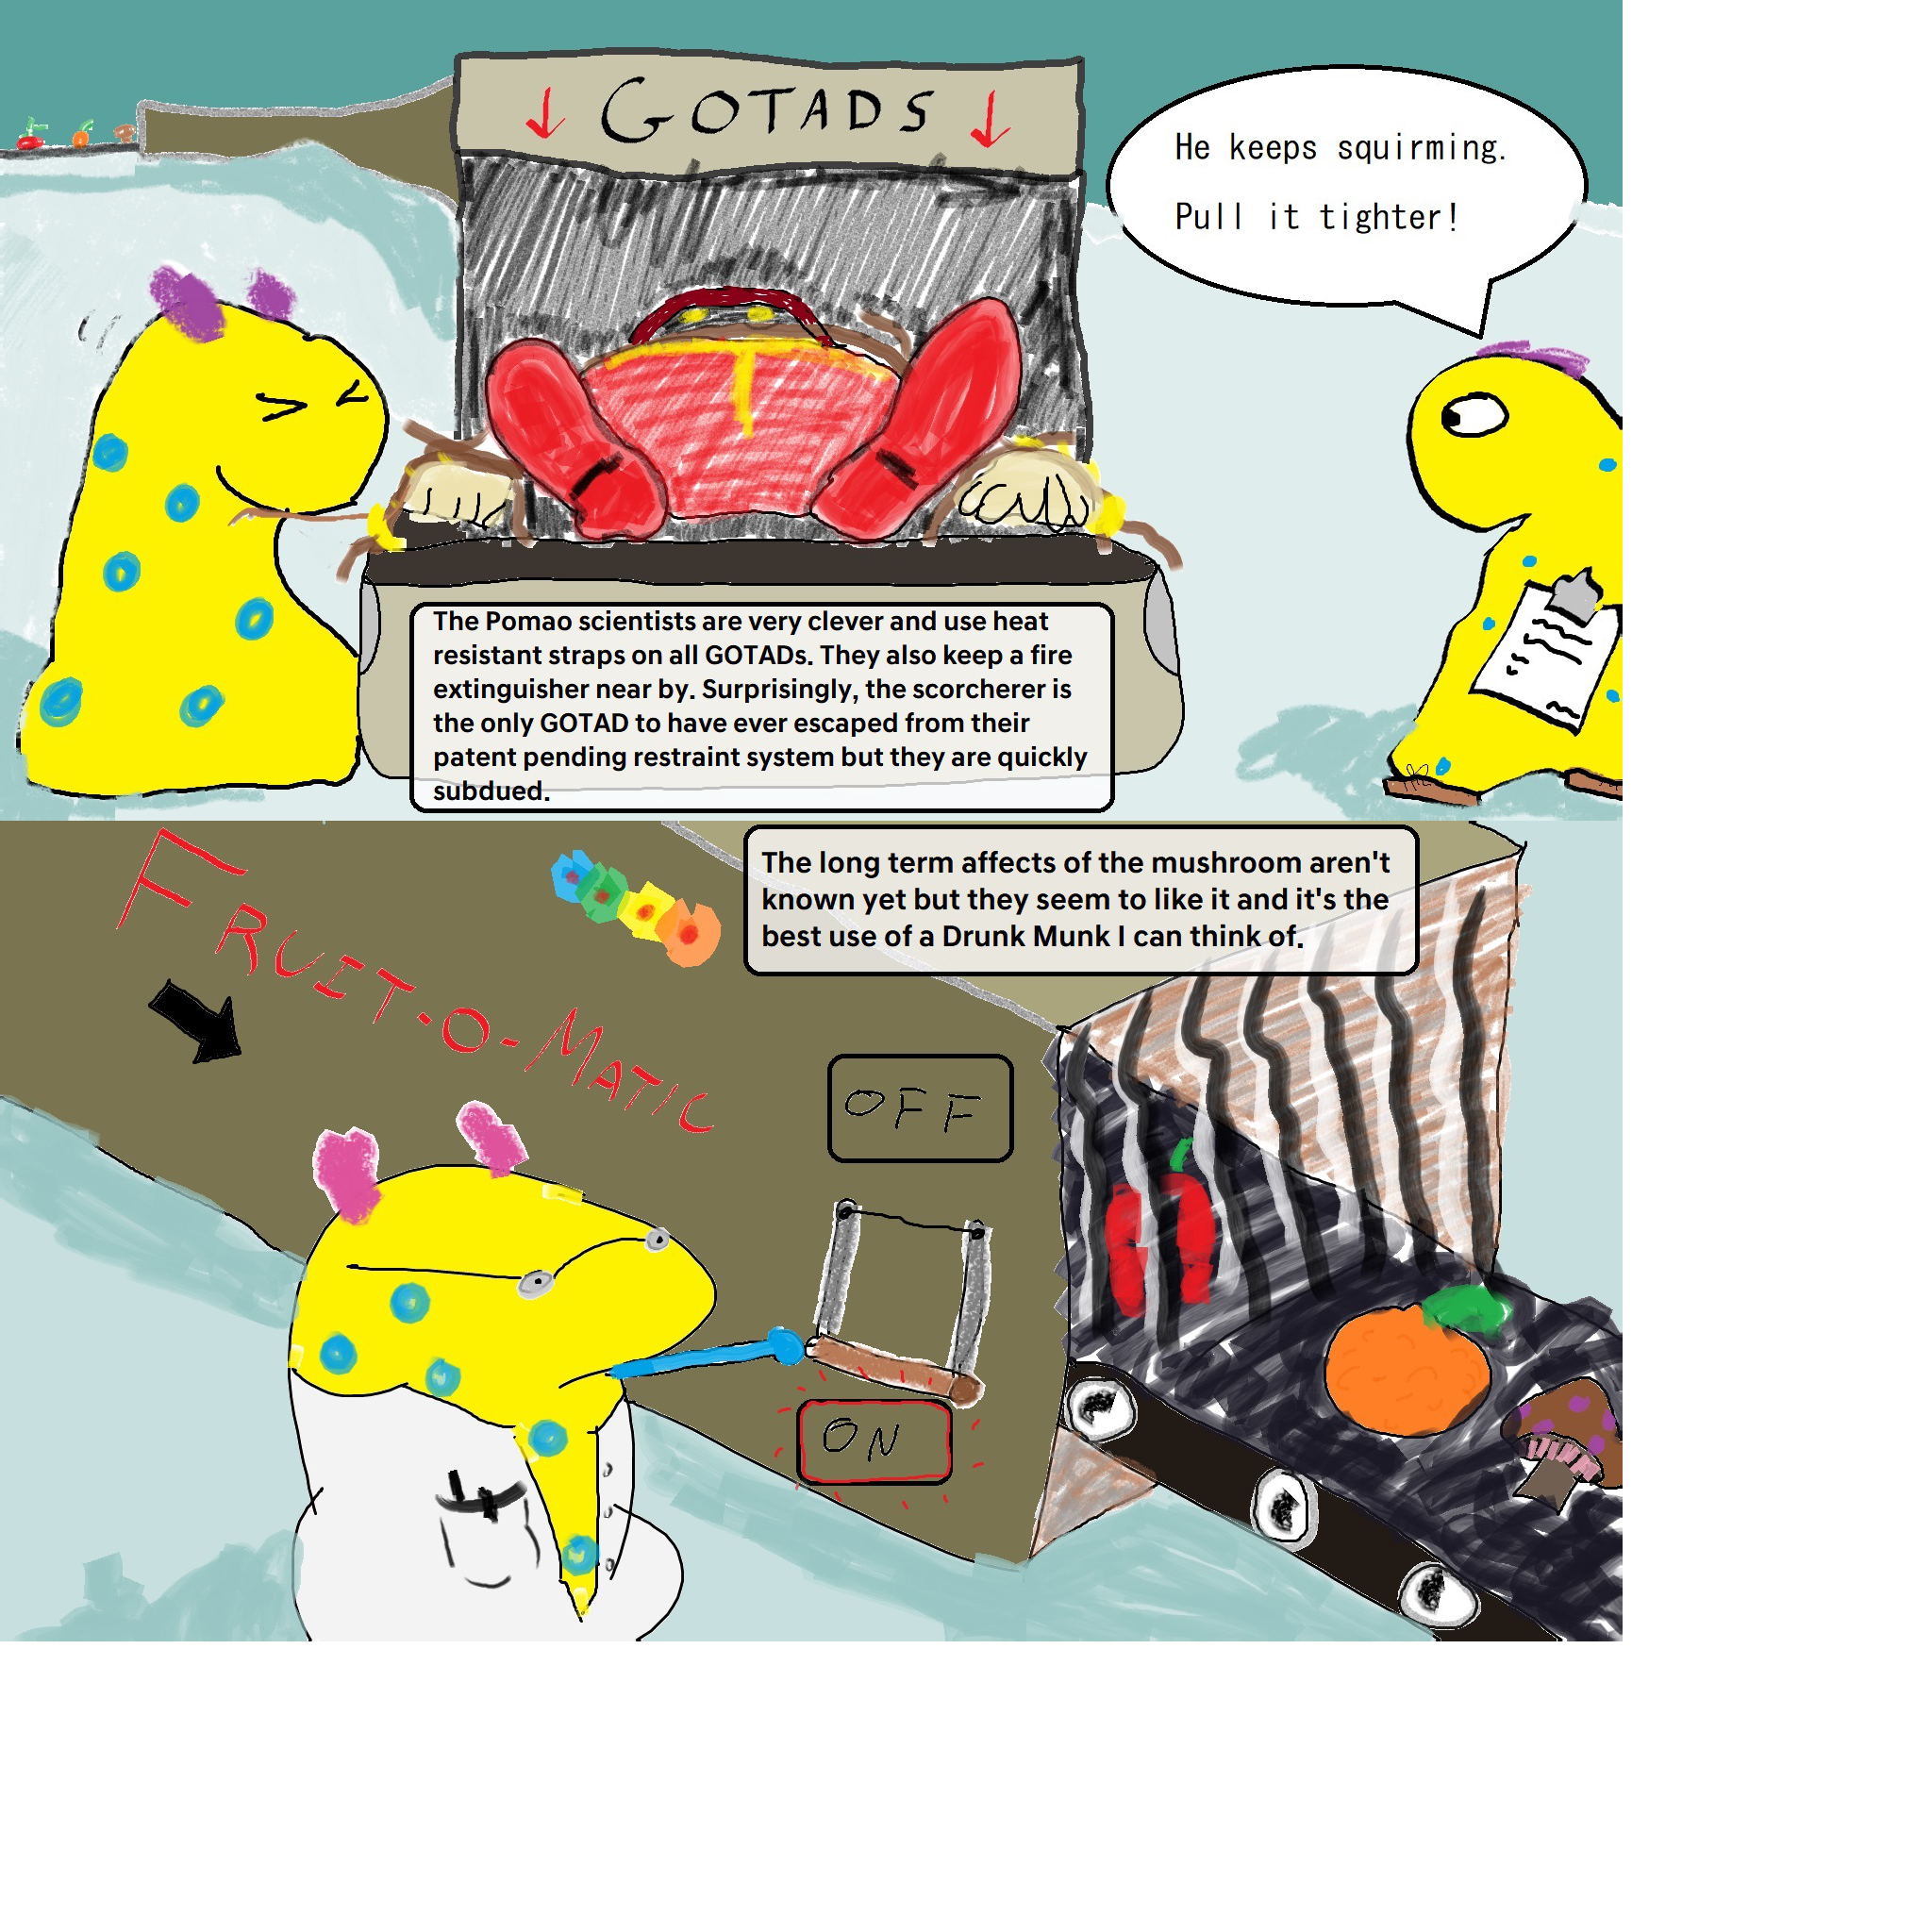 GOTADS
He keeps squirming.
Pull it tighter!
The Pomao scientists are very clever and use heat
resistant straps on all GOTADs. They also keep a fire
extinguisher near by. Surprisingly, the scorcherer is
the only GOTAD to have ever escaped from their
patent pending restraint system but they are quickly
subdued.
The long term affects of the mushroom aren't
known yet but they seem to like it and it's the
best use of a Drunk Munk I can think of.
FRUIT-O-MATIC
OFF
ON